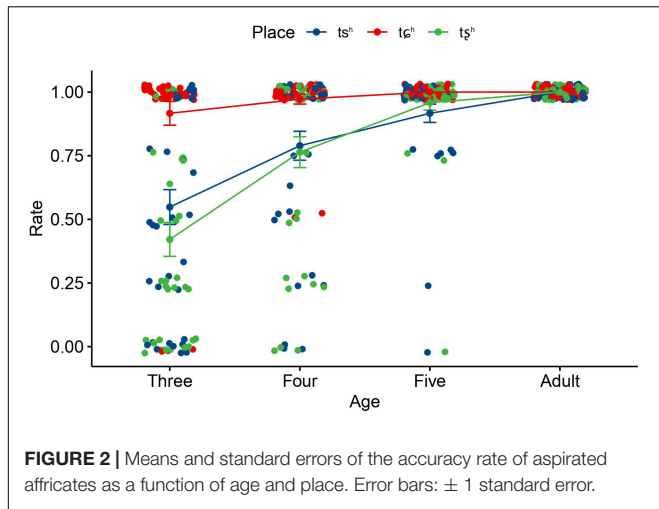 Place tsʰ tɕʰ tʂʰ
1.00
0.75
0.50
0.25
0.00
Rate
Three Four Five Adult
Age
FIGURE 2 | Means and standard errors of the accuracy rate of aspirated
affricates as a function of age and place. Error bars: ± 1 standard error.